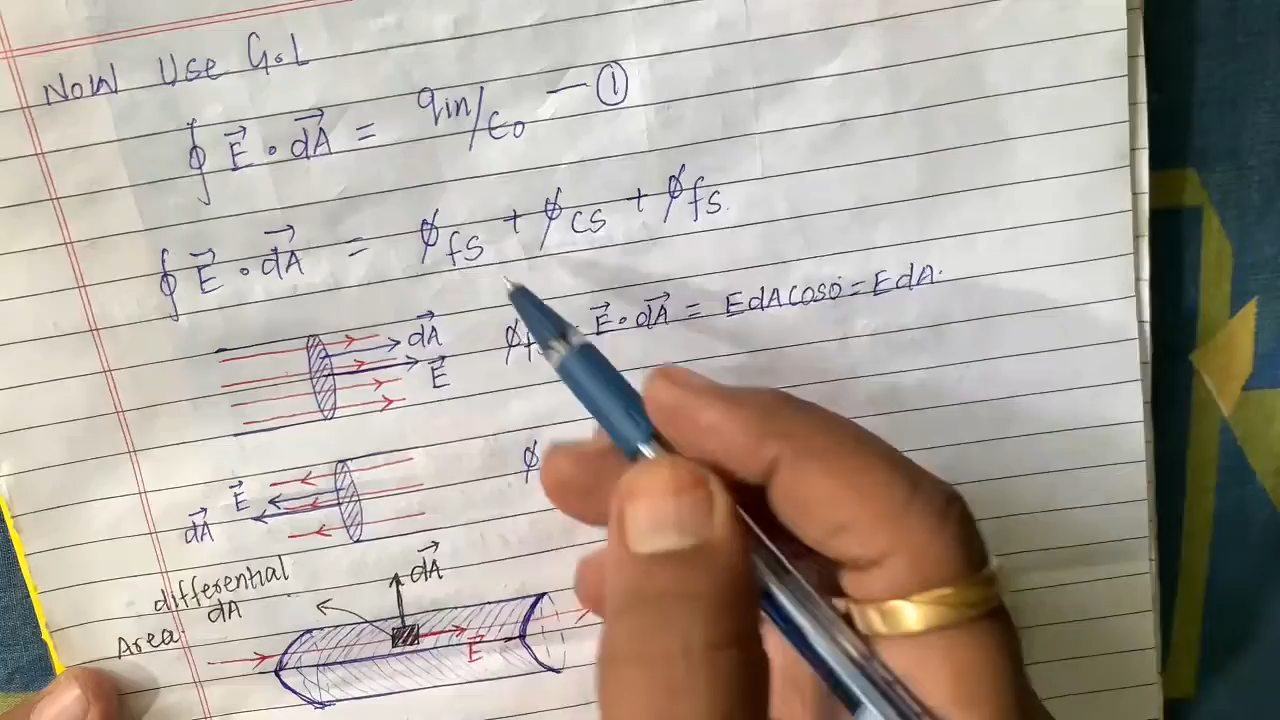 NOW Use G.L
∮ E⃗ . dA⃗ = qin/ϵ₀ — ①
∮ E⃗ . dA⃗ = ϕfs + ϕcs + ϕfs.
E⃗ . dA⃗ = EdAcos0° = EdA.
dA⃗
E⃗
E⃗
ϕ
dA⃗
differential
dA
Area
dA⃗
E